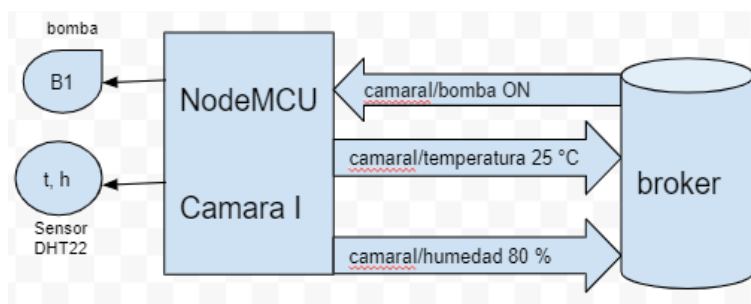 bomba
B1
t, h
Sensor
DHT22
NodeMCU
Camara I
camaraI/bomba ON
camaraI/temperatura 25 °C
camaraI/humedad 80 %
broker